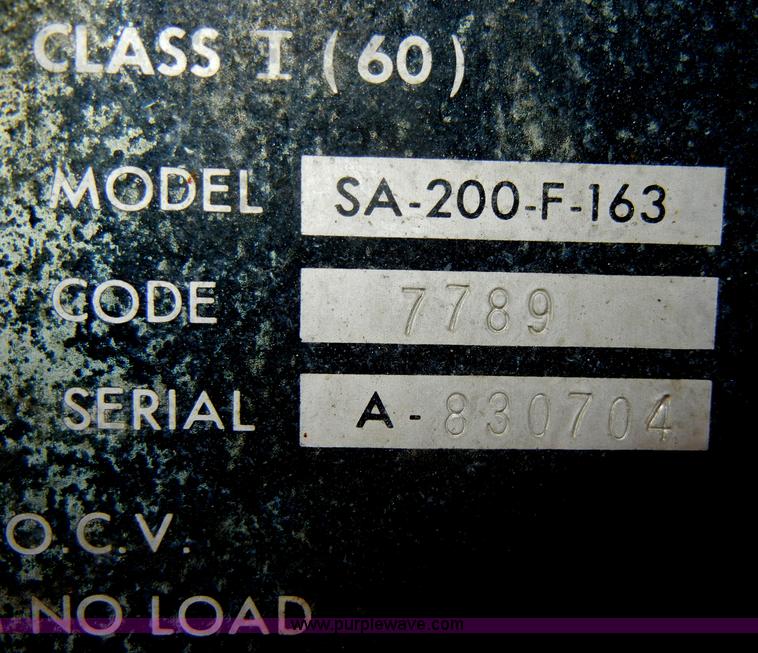 CLASS I (60)
MODEL SA-200-F-163
CODE 7789
SERIAL A-830704
O.C.V.
NO LOAD
www.purplewave.com